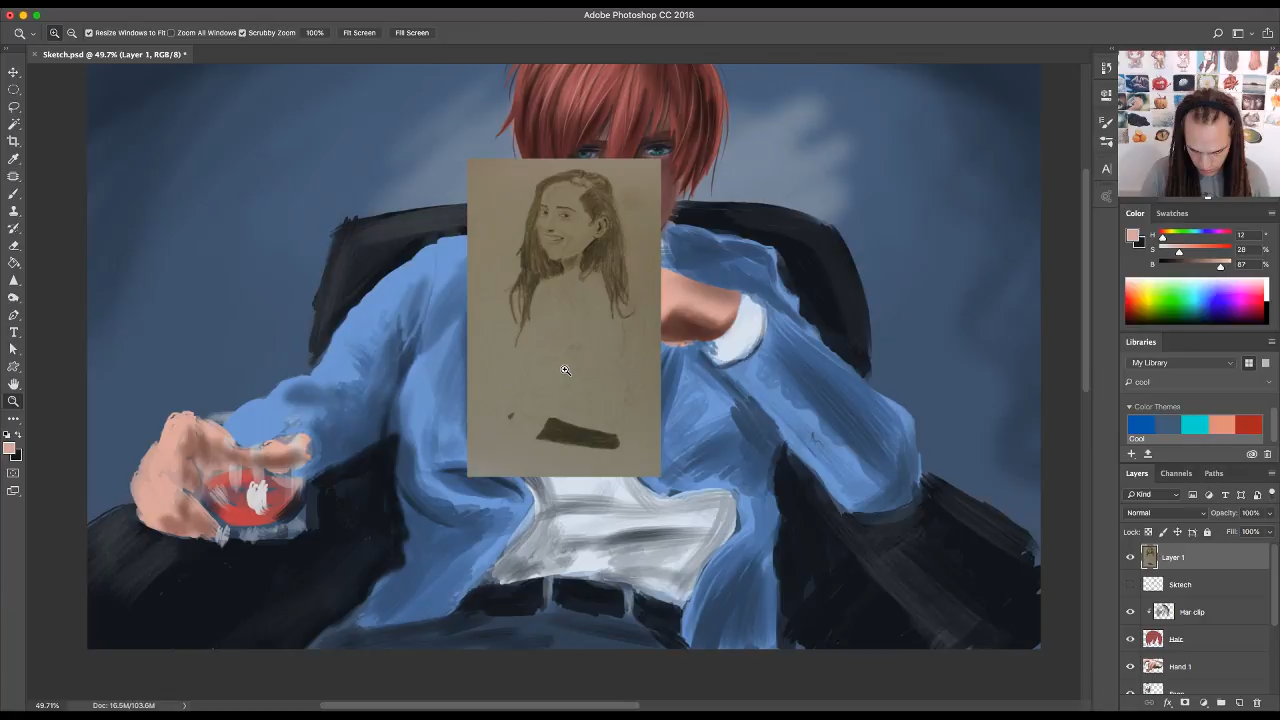 Adobe Photoshop CC 2018
Resize Windows to Fit
Zoom All Windows
Scrubby Zoom
100%
Fit Screen
Fill Screen
Sketch.psd @ 49.7% (Layer 1, RGB/8) *
Color
Swatches
H
12
°
S
28
%
B
87
%
Libraries
My Library
cool
Color Themes
Cool
Layers
Channels
Paths
Kind
Normal
Opacity: 100%
Lock:
Fill: 100%
Layer 1
Sktech
Har clip
Hair
Hand 1
49.71%
Doc: 16.5M/103.6M